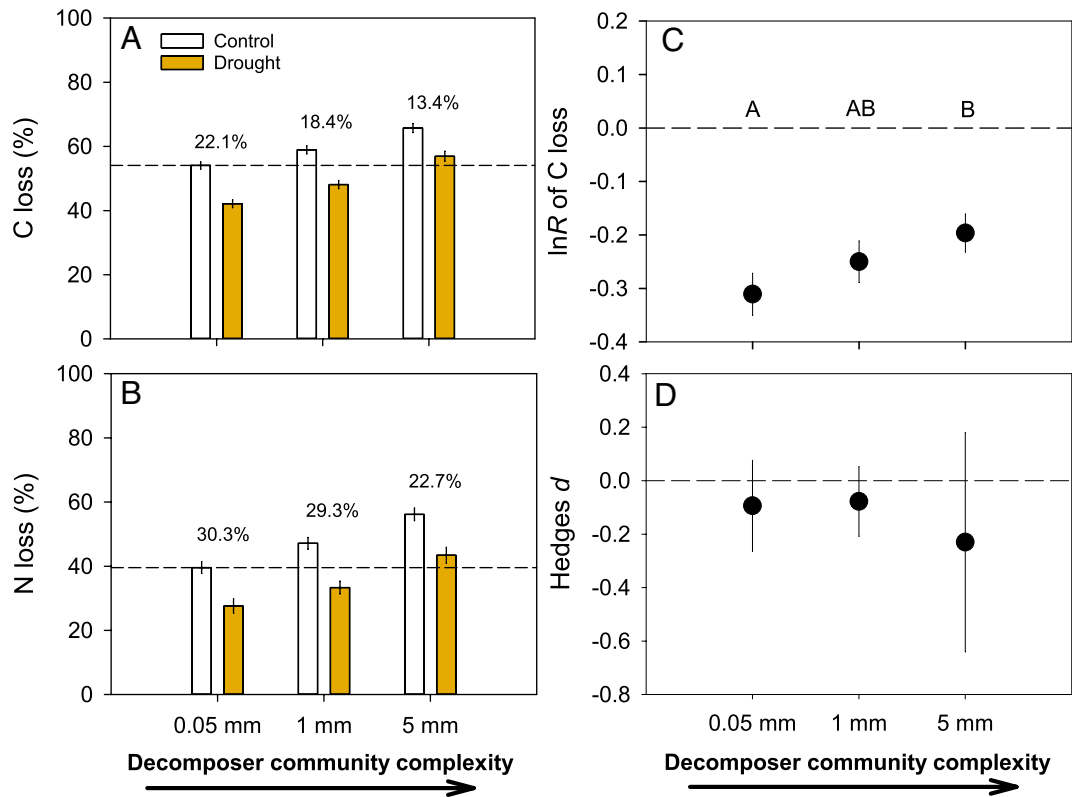 A
Control
Drought
100
80
60
40
20
0
C loss (%)
22.1%
18.4%
13.4%
B
100
80
60
40
20
0
N loss (%)
30.3%
29.3%
22.7%
0.05 mm
1 mm
5 mm
Decomposer community complexity
C
0.2
0.1
0.0
-0.1
-0.2
-0.3
-0.4
lnR of C loss
A
AB
B
D
0.4
0.2
0.0
-0.2
-0.4
-0.6
-0.8
Hedges d
0.05 mm
1 mm
5 mm
Decomposer community complexity